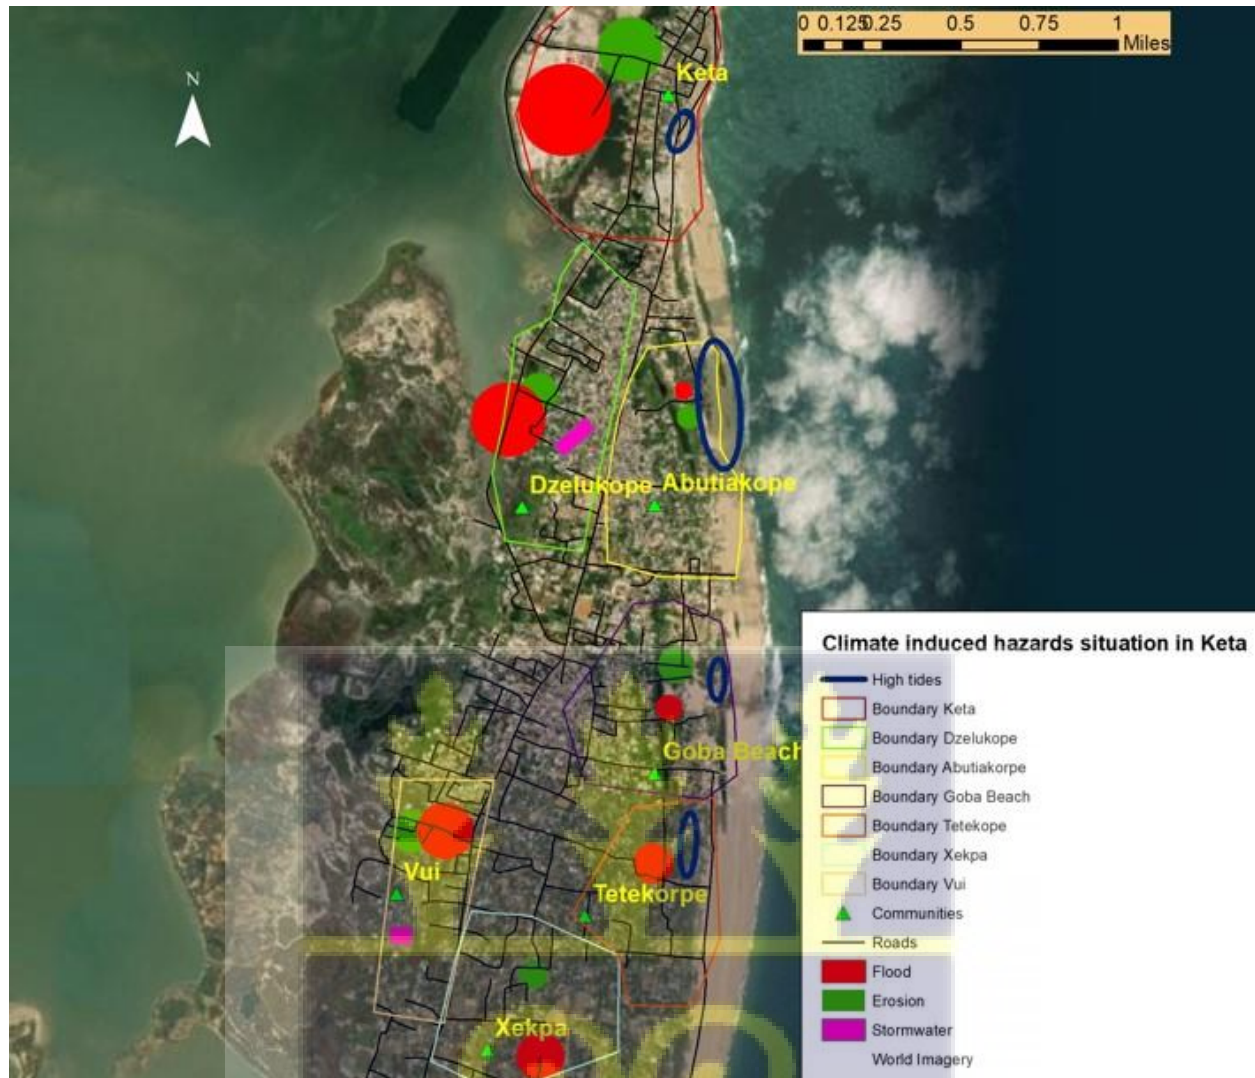 0 0.125 0.25 0.5 0.75 1
Miles
N
Keta
Dzelukope
Abutiakope
Goba Beach
Vui
Tetekorpe
Xekpa
Climate induced hazards situation in Keta
High tides
Boundary Keta
Boundary Dzelukope
Boundary Abutiakorpe
Boundary Goba Beach
Boundary Tetekope
Boundary Xekpa
Boundary Vui
Communities
Roads
Flood
Erosion
Stormwater
World Imagery